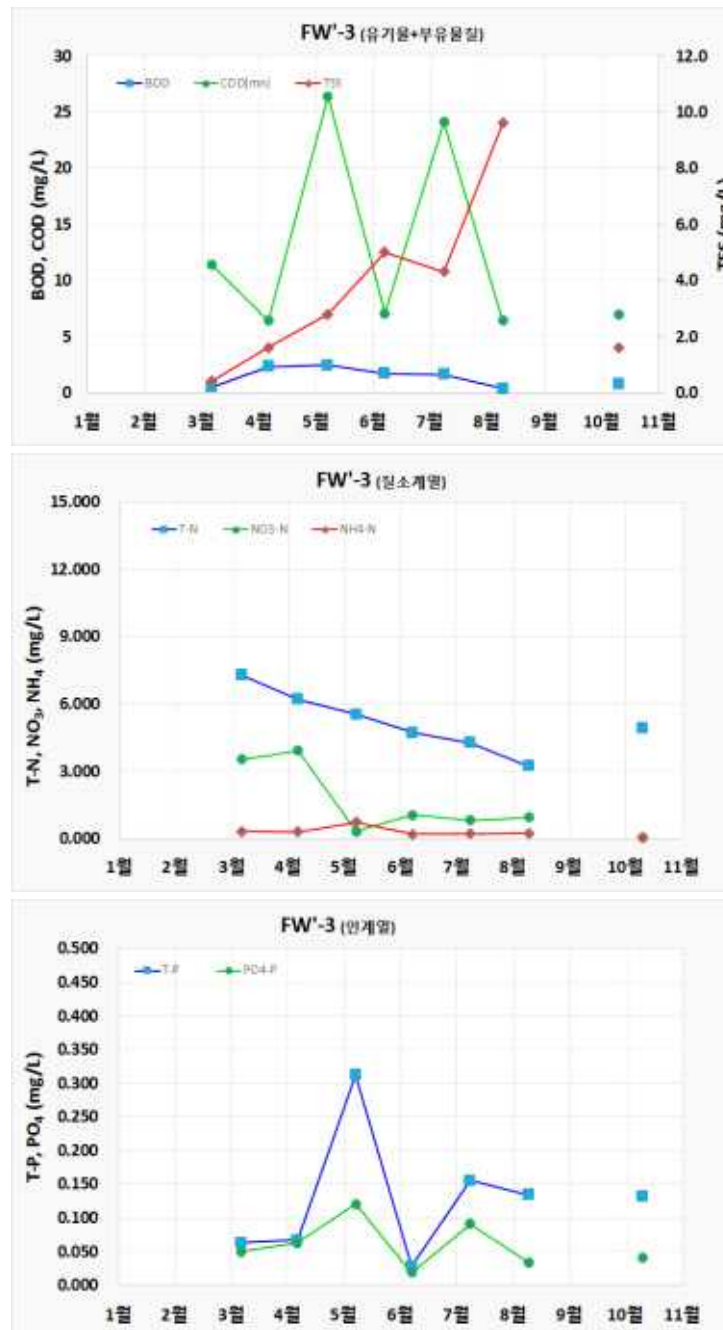 FW'-3 (유기물+부유물질)
BOD COD(mn) TSS
BOD, COD (mg/L)
30
25
20
15
10
5
0
12.0
10.0
8.0
6.0
4.0
2.0
0.0
TSS (mg/L)
1월 2월 3월 4월 5월 6월 7월 8월 9월 10월 11월
FW'-3 (질소계열)
T-N NO3-N NH4-N
T-N, NO₃, NH₄ (mg/L)
15.000
12.000
9.000
6.000
3.000
0.000
1월 2월 3월 4월 5월 6월 7월 8월 9월 10월 11월
FW'-3 (인계열)
T-P PO4-P
T-P, PO₄ (mg/L)
0.500
0.450
0.400
0.350
0.300
0.250
0.200
0.150
0.100
0.050
0.000
1월 2월 3월 4월 5월 6월 7월 8월 9월 10월 11월